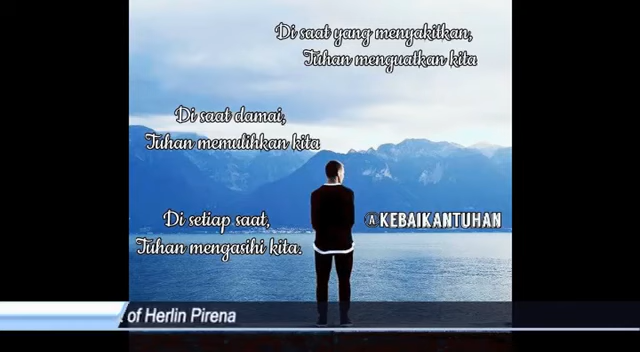 Di saat yang menyakitkan,
Tuhan menguatkan kita
Di saat damai,
Tuhan memulihkan kita
Di setiap saat,
Tuhan mengasihi kita.
@KEBAIKANTUHAN
of Herlin Pirena